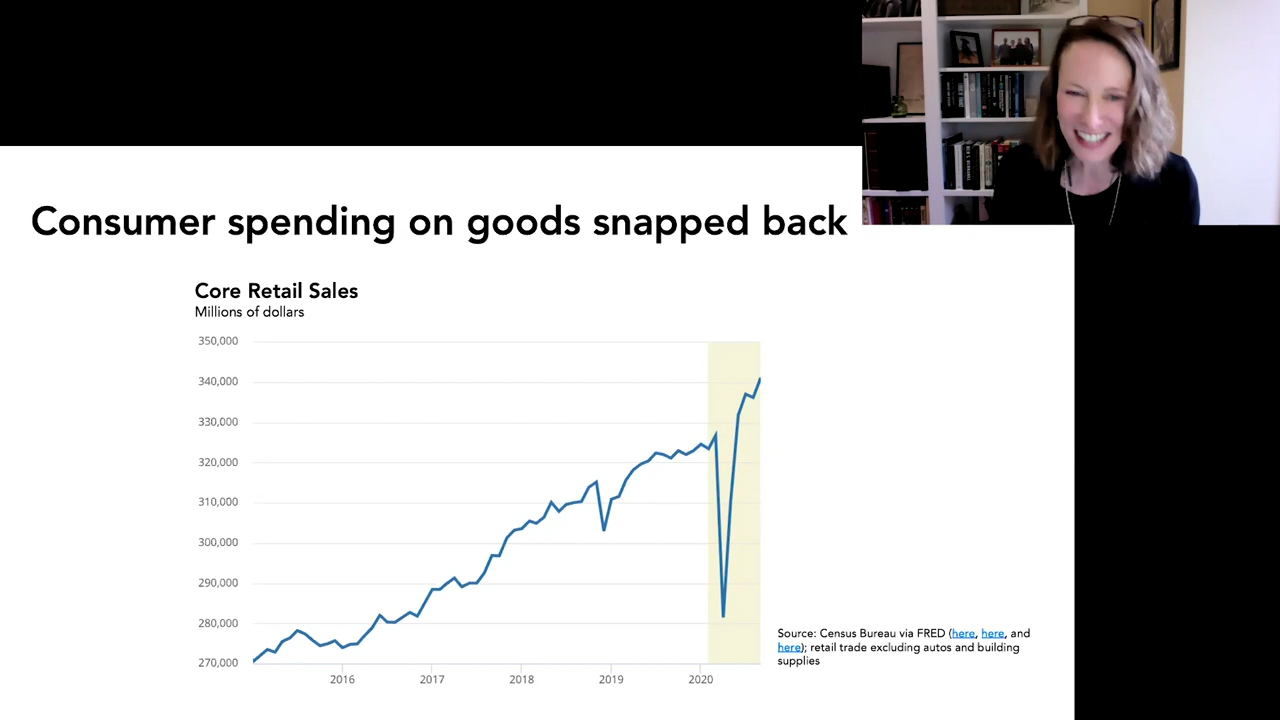 Consumer spending on goods snapped back
Core Retail Sales
Millions of dollars
350,000
340,000
330,000
320,000
310,000
300,000
290,000
280,000
270,000
2016 2017 2018 2019 2020
Source: Census Bureau via FRED (here, here, and
here); retail trade excluding autos and building
supplies